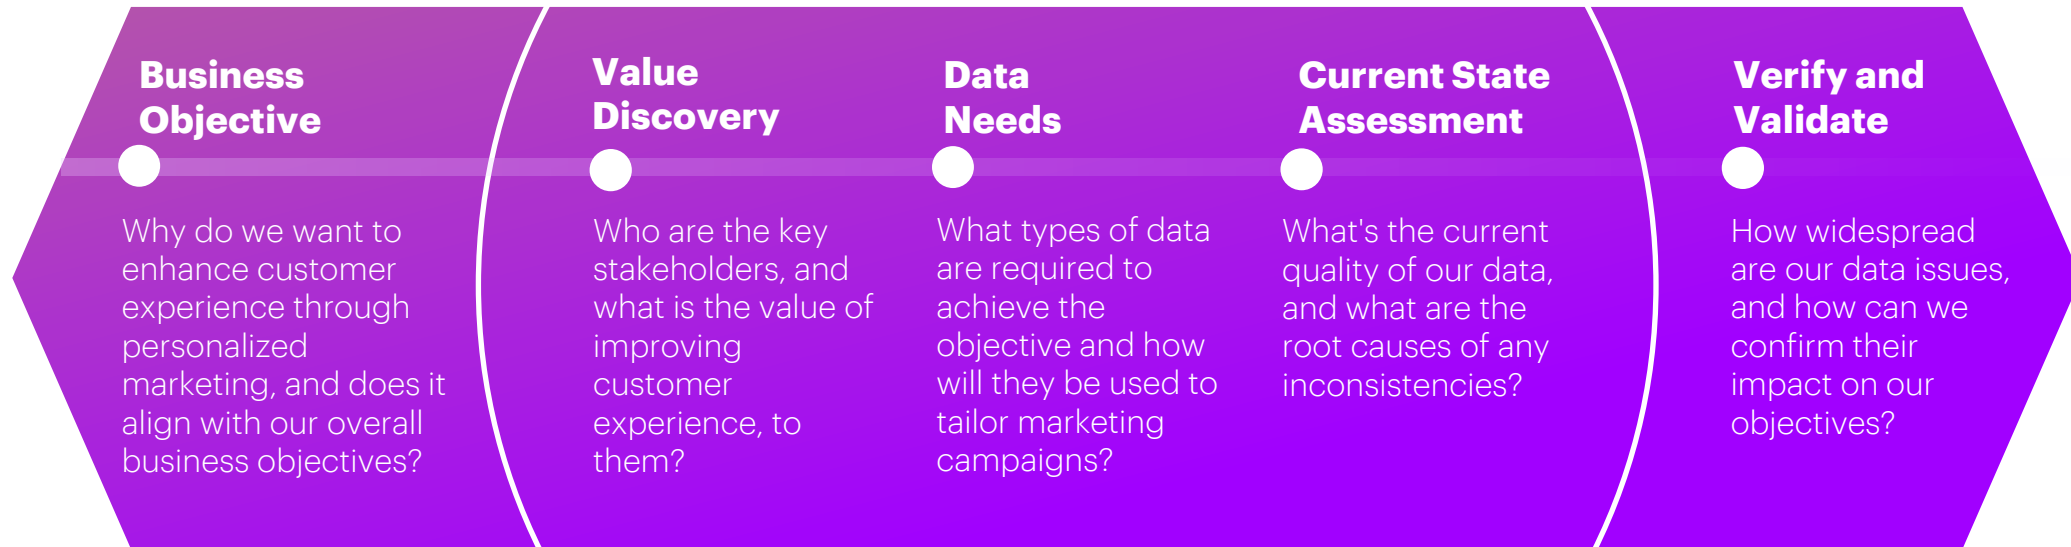 Business
Objective
Why do we want to
enhance customer
experience through
personalized
marketing, and does it
align with our overall
business objectives?
Value
Discovery
Who are the key
stakeholders, and
what is the value of
improving
customer
experience, to
them?
Data
Needs
What types of data
are required to
achieve the
objective and how
will they be used to
tailor marketing
campaigns?
Current State
Assessment
What's the current
quality of our data,
and what are the
root causes of any
inconsistencies?
Verify and
Validate
How widespread
are our data issues,
and how can we
confirm their
impact on our
objectives?